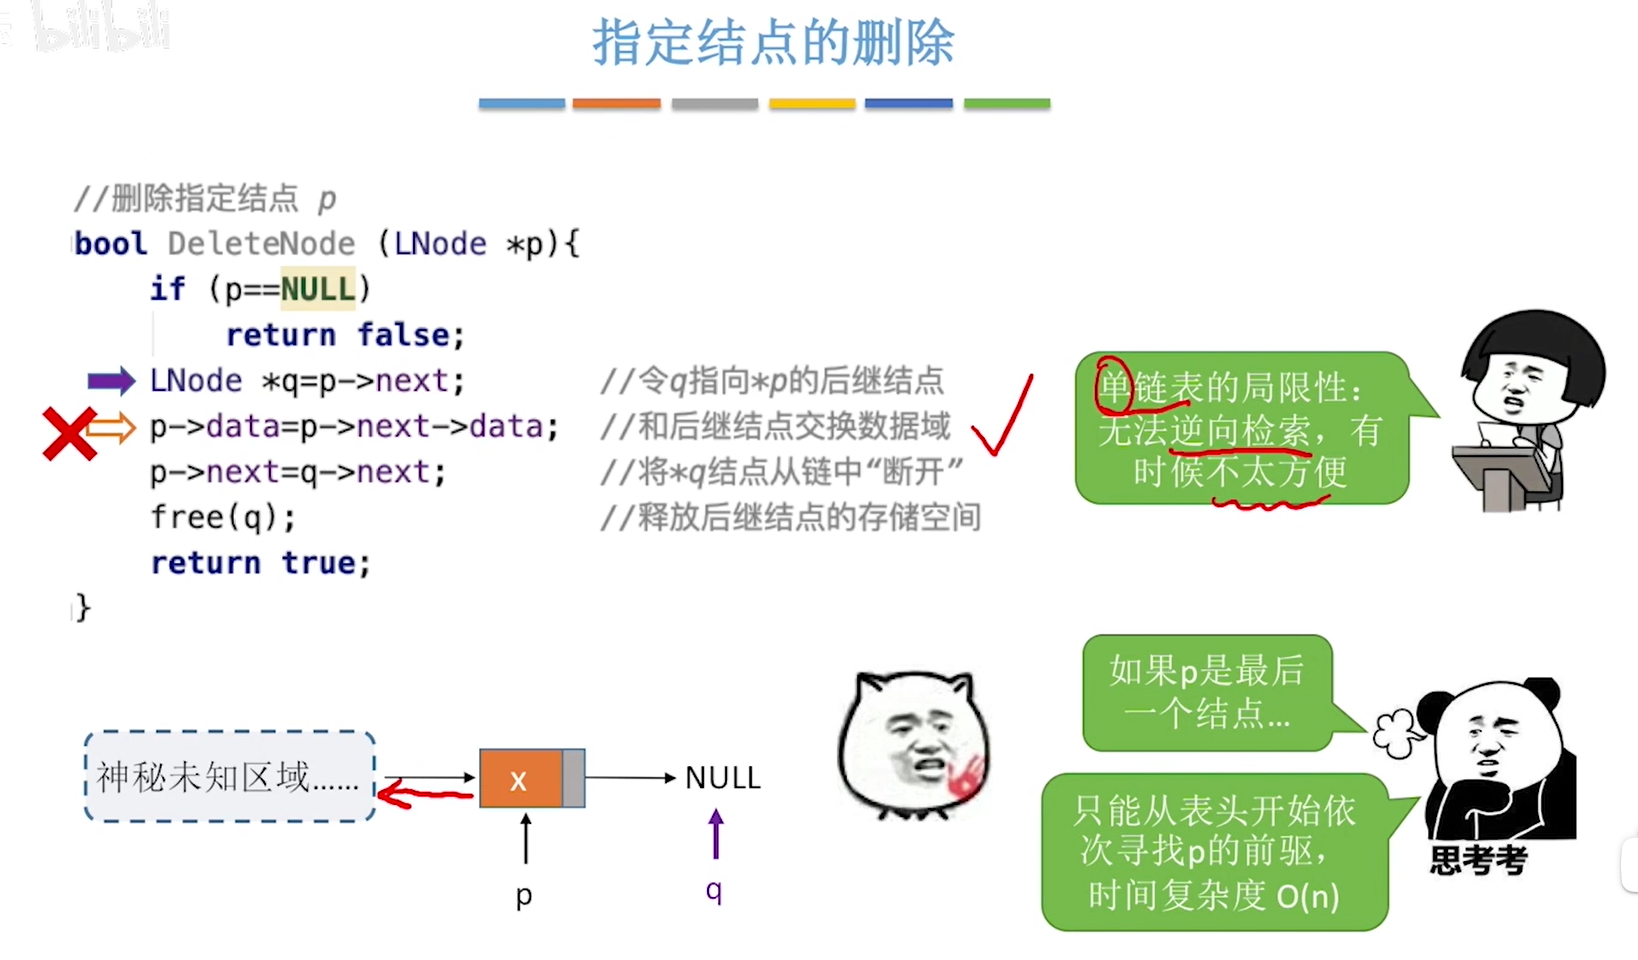 bilibili
指定结点的删除
//删除指定结点 p
bool DeleteNode (LNode *p){
if (p==NULL)
return false;
LNode *q=p->next; //令q指向*p的后继结点
p->data=p->next->data; //和后继结点交换数据域
p->next=q->next; //将*q结点从链中“断开”
free(q); //释放后继结点的存储空间
return true;
}
单链表的局限性：
无法逆向检索，有
时候不太方便
如果p是最后
一个结点...
神秘未知区域...... x NULL
p q
只能从表头开始依
次寻找p的前驱，
时间复杂度 O(n)
思考考